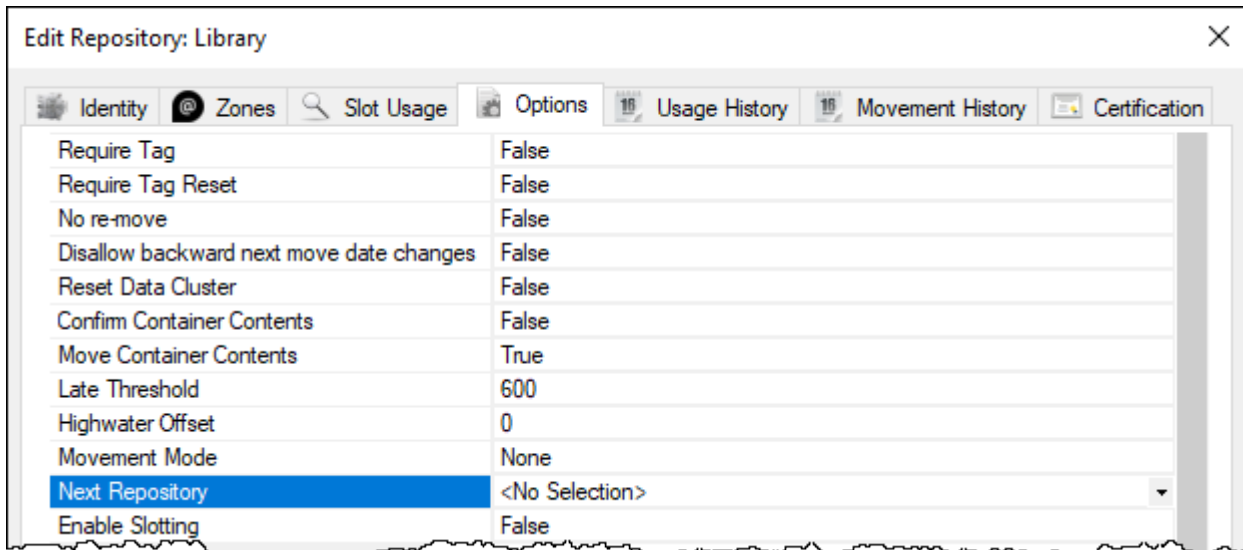 Edit Repository: Library
Identity @ Zones Slot Usage Options 16 Usage History 16 Movement History Certification
Require Tag False
Require Tag Reset False
No re-move False
Disallow backward next move date changes False
Reset Data Cluster False
Confirm Container Contents False
Move Container Contents True
Late Threshold 600
Highwater Offset 0
Movement Mode None
Next Repository <No Selection>
Enable Slotting False